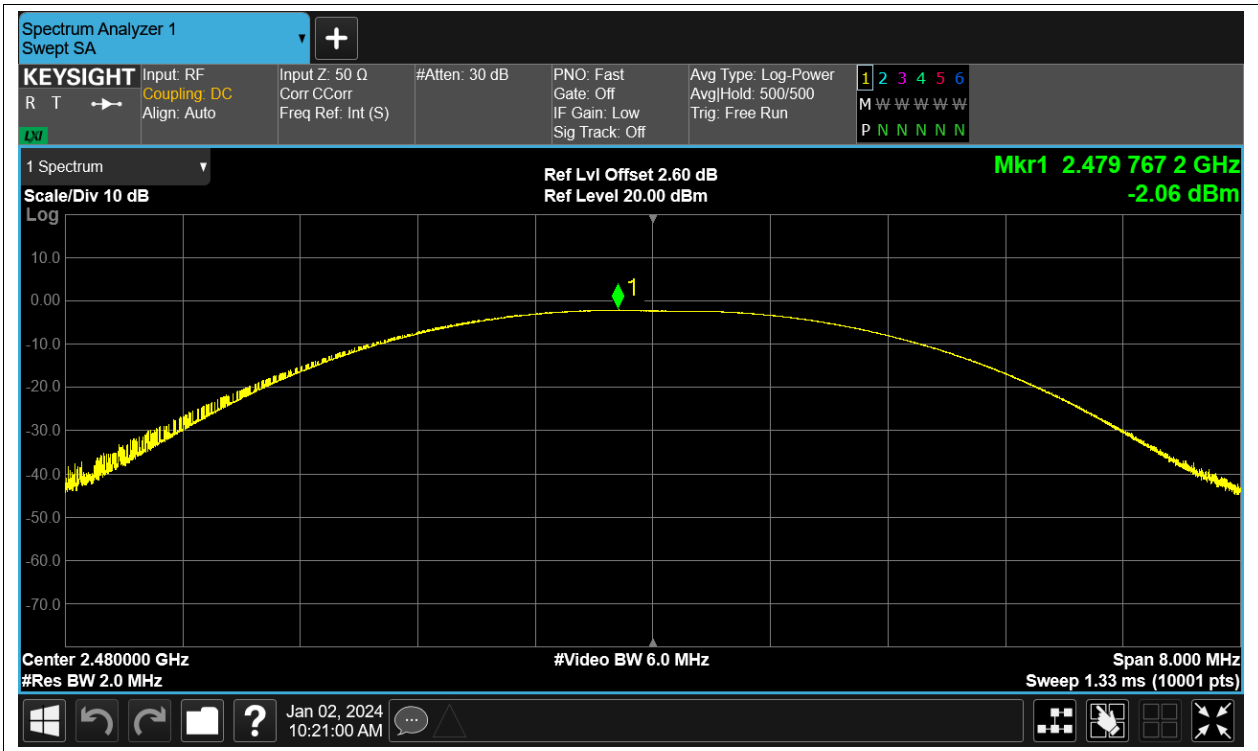 Spectrum Analyzer 1
Swept SA
KEYSIGHT
R T
LXI
Input: RF
Coupling: DC
Align: Auto
Input Z: 50 Ω
Corr CCorr
Freq Ref: Int (S)
#Atten: 30 dB
PNO: Fast
Gate: Off
IF Gain: Low
Sig Track: Off
Avg Type: Log-Power
Avg|Hold: 500/500
Trig: Free Run
1 2 3 4 5 6
M W W W W W W
P N N N N N N
1 Spectrum
Scale/Div 10 dB
Log
Ref Lvl Offset 2.60 dB
Ref Level 20.00 dBm
Mkr1 2.479 767 2 GHz
-2.06 dBm
1
10.0
0.00
-10.0
-20.0
-30.0
-40.0
-50.0
-60.0
-70.0
Center 2.480000 GHz
#Res BW 2.0 MHz
#Video BW 6.0 MHz
Span 8.000 MHz
Sweep 1.33 ms (10001 pts)
?
Jan 02, 2024
10:21:00 AM